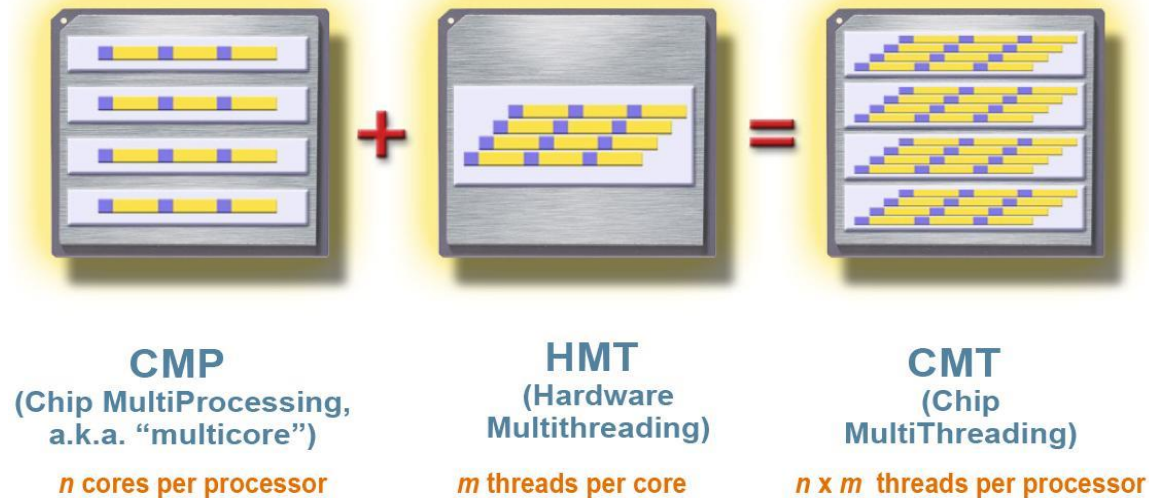 CMP
(Chip MultiProcessing,
a.k.a. “multicore”)
n cores per processor
+
HMT
(Hardware
Multithreading)
m threads per core
=
CMT
(Chip
MultiThreading)
n x m threads per processor